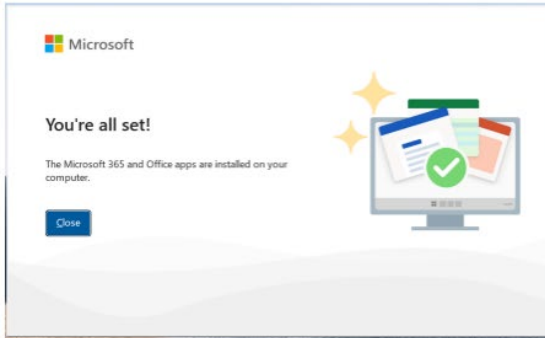 Microsoft
You're all set!
The Microsoft 365 and Office apps are installed on your
computer.
Close